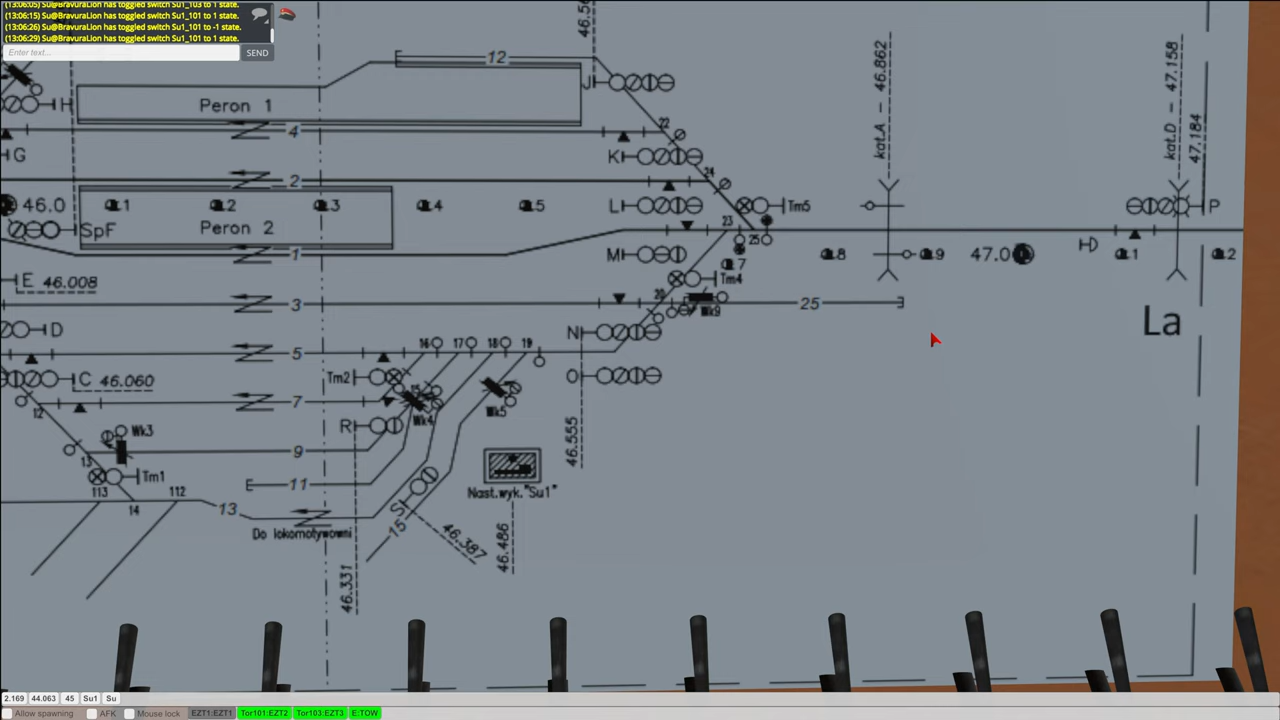 (13:06:05) Su@BravuraLion has toggled switch Su1_103 to 1 state.
(13:06:15) Su@BravuraLion has toggled switch Su1_101 to 1 state.
(13:06:26) Su@BravuraLion has toggled switch Su1_101 to -1 state.
(13:06:29) Su@BravuraLion has toggled switch Su1_101 to 1 state.
Enter text...
SEND
12
J
kat.A - 46.862
kat.D - 47.158
47.184
H
Peron 1
4
22
G
K
2
24
46.0
.1
.2
.3
.4
.5
L
Tm5
P
SpF
Peron 2
23
25
1
M
.7
.8
.9
47.0
.1
.2
E 46.008
Tm4
3
20
Wk9
25
La
D
N
5
16
17
18
19
C 46.060
Tm2
15
O
12
7
Wk4
Wk5
R
46.555
Wk3
9
13
Tm1
11
E
Nast.wyk."Su1"
113
112
14
13
S
15
46.387
46.486
Do lokomotywowni
46.331
2.169
44.063
45
Su1
Su
Allow spawning
AFK
Mouse lock
EZT1:EZT1
Tor101:EZT2
Tor103:EZT3
E:TOW